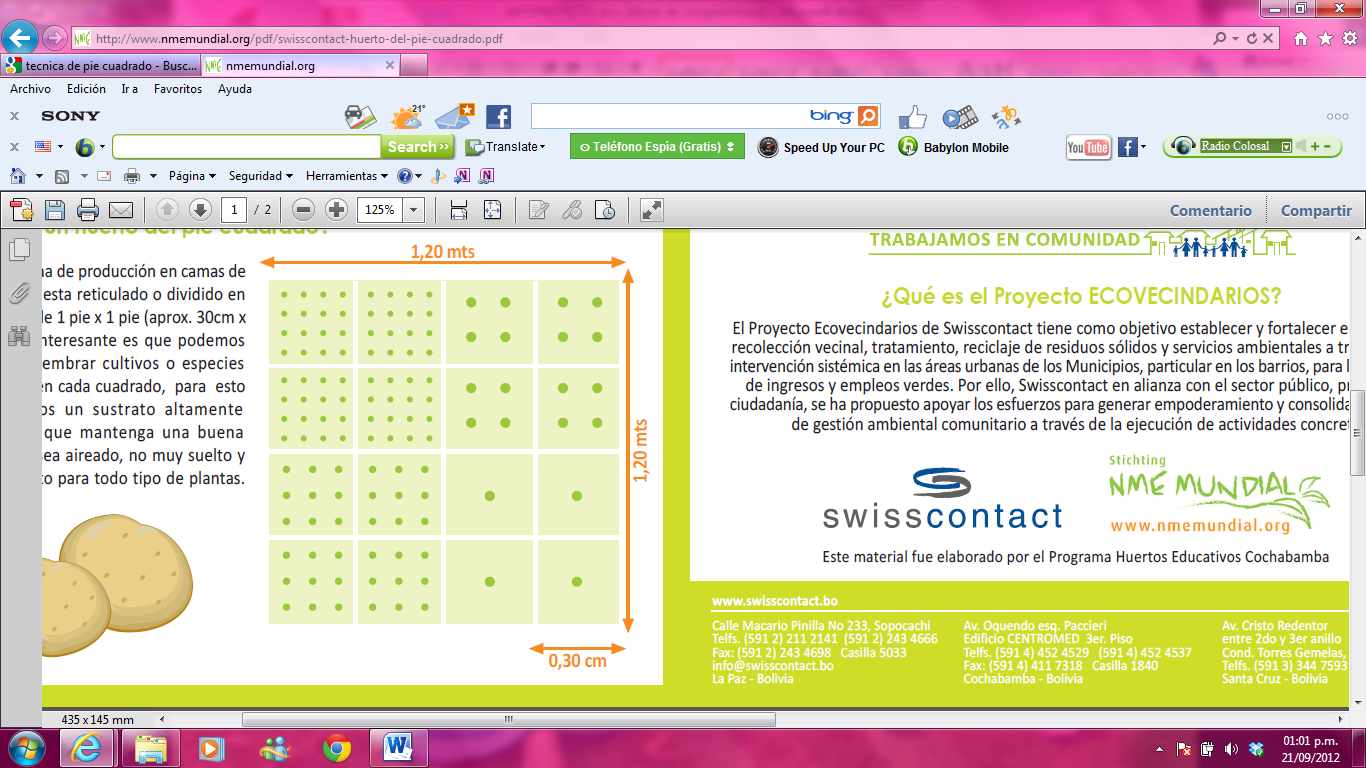 http://www.nmemundial.org/pdf/swisscontact-huerto-del-pie-cuadrado.pdf
tecnica de pie cuadrado - Busc...
nmemundial.org
Archivo Edición Ir a Favoritos Ayuda
x SONY 21° bing
x Search >> Translate Teléfono Espia (Gratis) Speed Up Your PC Babylon Mobile YouTube Radio Colosal
Página Seguridad Herramientas
1 / 2 125% Comentario Compartir
del pie cuadrado?
na de producción en camas de
esta reticulado o dividido en
de 1 pie x 1 pie (aprox. 30cm x
nteresante es que podemos
embrar cultivos o especies
en cada cuadrado, para esto
os un sustrato altamente
que mantenga una buena
sea aireado, no muy suelto y
to para todo tipo de plantas.
1,20 mts
1,20 mts
0,30 cm
TRABAJAMOS EN COMUNIDAD
¿Qué es el Proyecto ECOVECINDARIOS?
El Proyecto Ecovecindarios de Swisscontact tiene como objetivo establecer y fortalecer e
recolección vecinal, tratamiento, reciclaje de residuos sólidos y servicios ambientales a tr
intervención sistémica en las áreas urbanas de los Municipios, particular en los barrios, para l
de ingresos y empleos verdes. Por ello, Swisscontact en alianza con el sector público, pr
ciudadanía, se ha propuesto apoyar los esfuerzos para generar empoderamiento y consolida
de gestión ambiental comunitario a través de la ejecución de actividades concret
swisscontact
Stichting
NME MUNDIAL
www.nmemundial.org
Este material fue elaborado por el Programa Huertos Educativos Cochabamba
www.swisscontact.bo
Calle Macario Pinilla No 233, Sopocachi
Telfs. (591 2) 211 2141 (591 2) 243 4666
Fax: (591 2) 243 4698 Casilla 5033
info@swisscontact.bo
La Paz - Bolivia
Av. Oquendo esq. Paccieri
Edificio CENTROMED 3er. Piso
Telfs. (591 4) 452 4529 (591 4) 452 4537
Fax: (591 4) 411 7318 Casilla 1840
Cochabamba - Bolivia
Av. Cristo Redentor
entre 2do y 3er anillo
Cond. Torres Gemelas,
Telfs. (591 3) 344 7593
Santa Cruz - Bolivia
435 x 145 mm
01:01 p.m.
21/09/2012